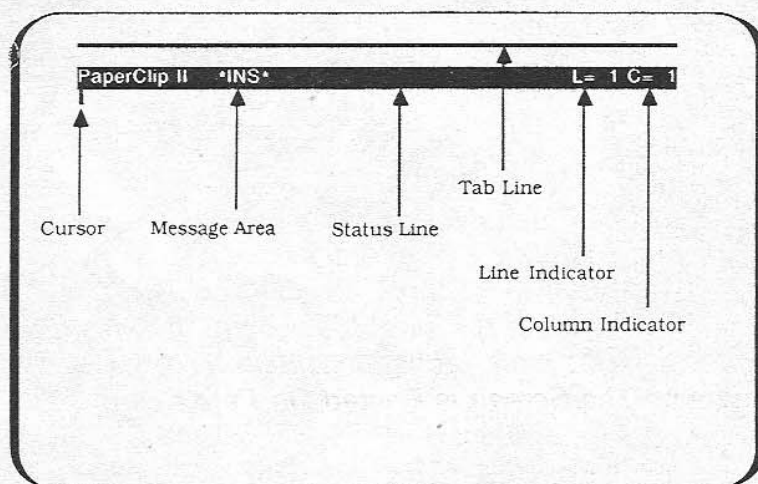 PaperClip II *INS* L= 1 C= 1
Tab Line
Cursor Message Area Status Line
Line Indicator
Column Indicator